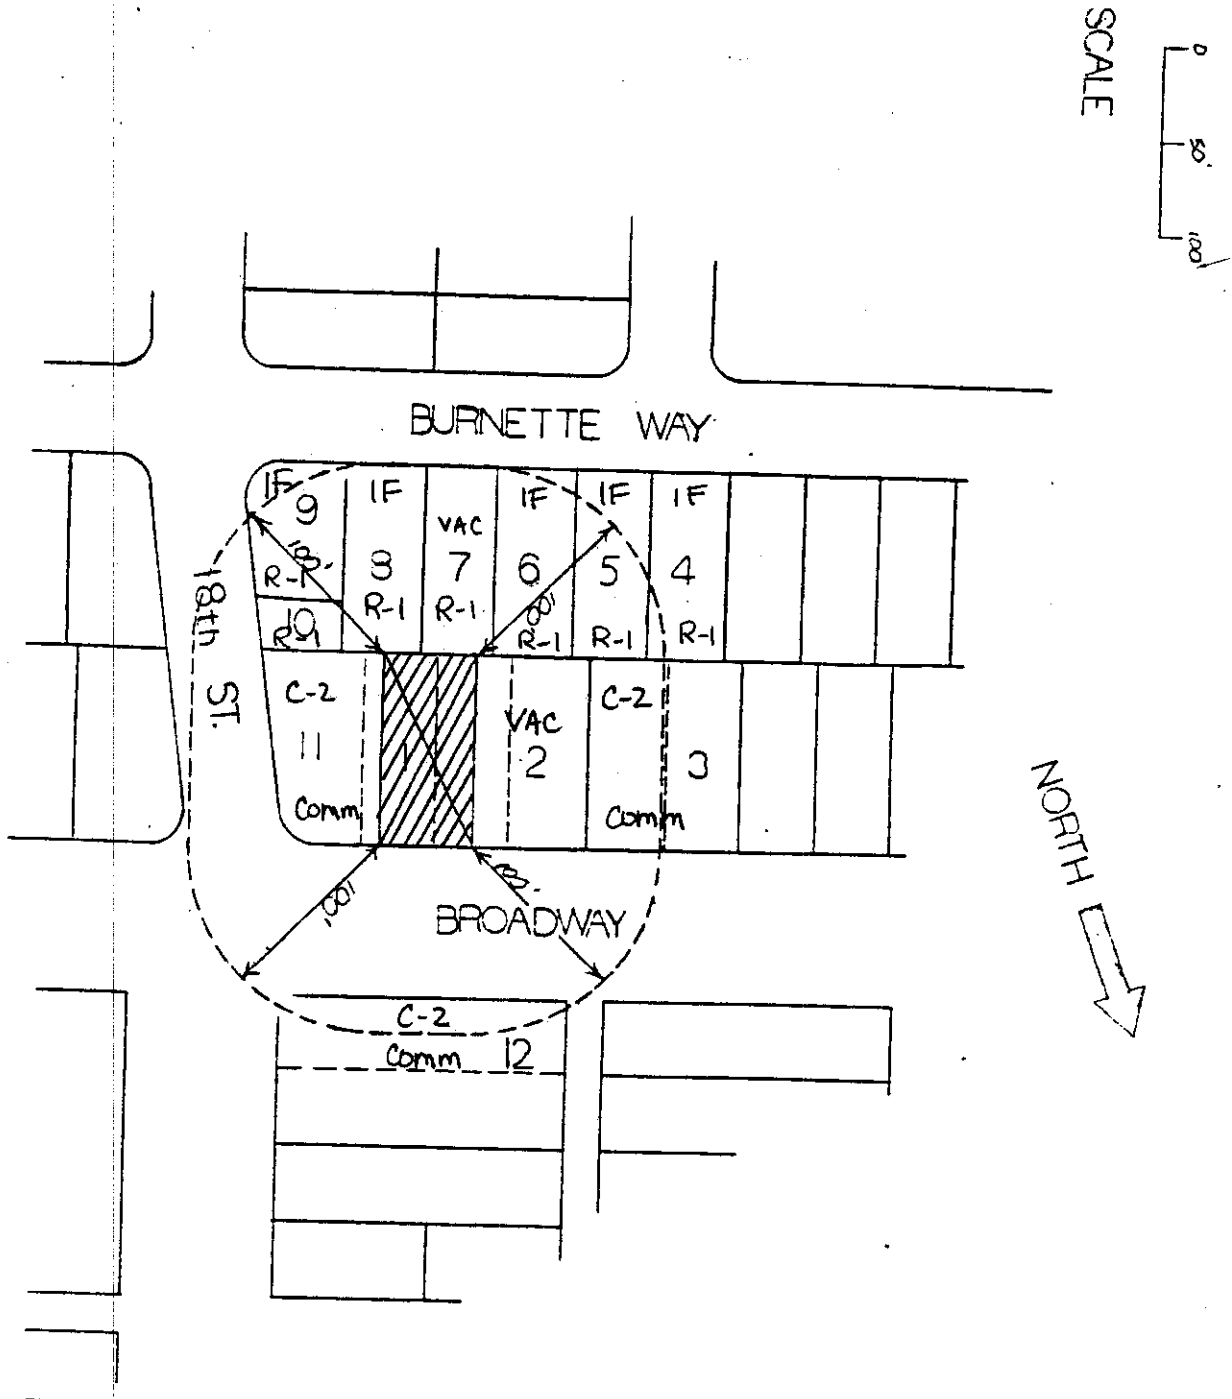 SCALE
0
50'
100'
BURNETTE WAY
1F
9
R-1
100'
10
R-1
1F
8
R-1
VAC
7
R-1
1F
6
R-1
100'
1F
5
R-1
1F
4
R-1
18th ST.
C-2
11
Comm
1
VAC
2
C-2
3
Comm
100'
100'
BROADWAY
NORTH
C-2
Comm 12